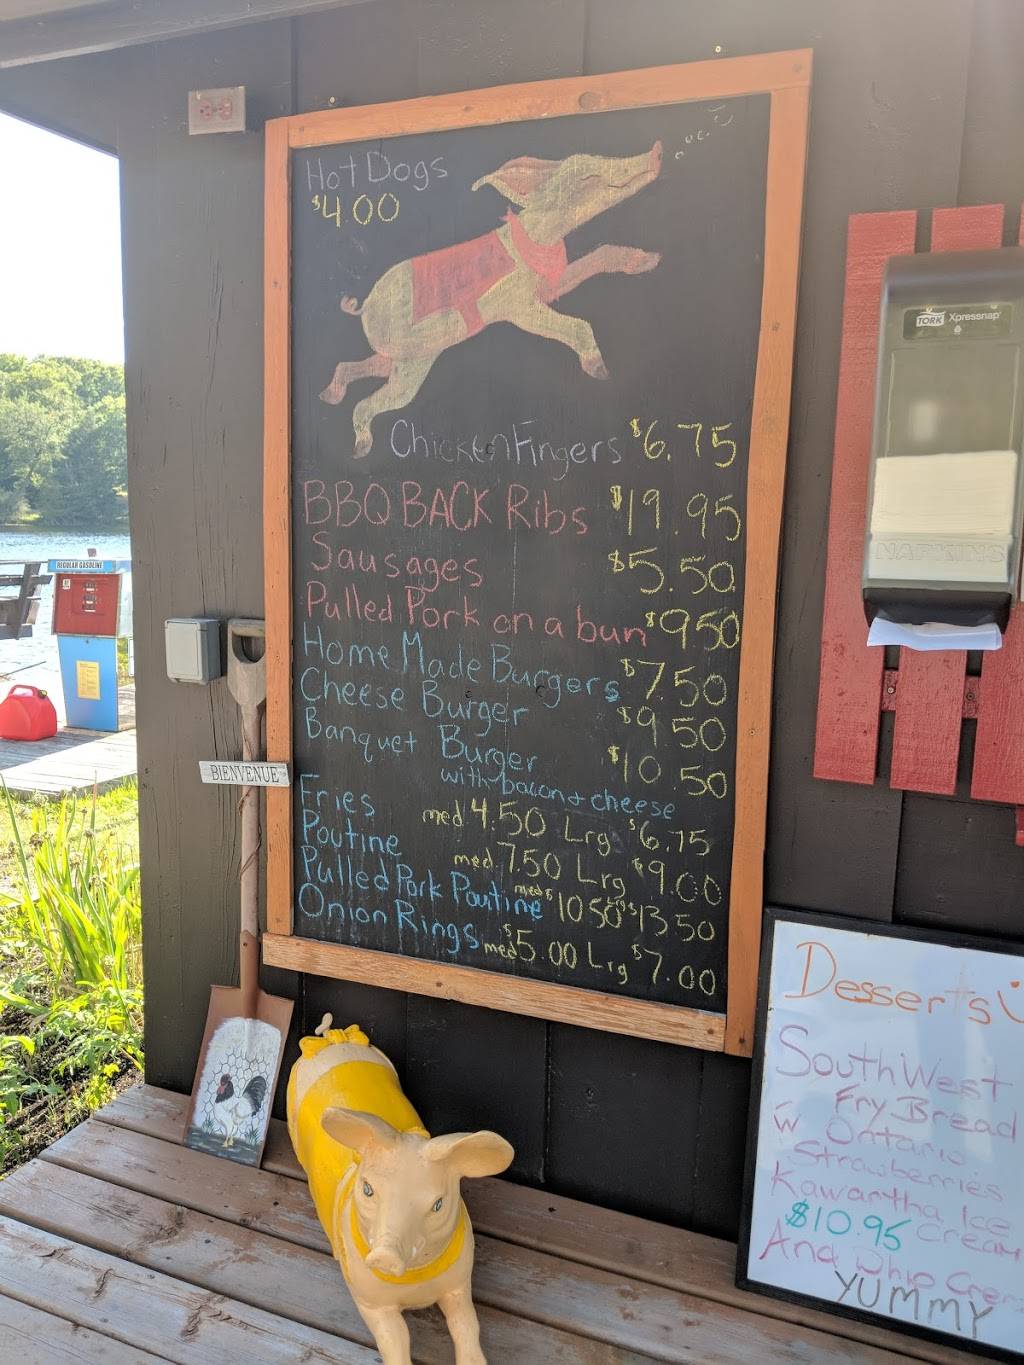 Hot Dogs
$4.00
Chicken Fingers $6.75
BBQ BACK Ribs $19.95
Sausages $5.50
Pulled Pork on a bun $9.50
Home Made Burgers $7.50
Cheese Burger $9.50
Banquet Burger $10.50
with bacon + cheese
Fries med 4.50 Lrg $6.75
Poutine med. 7.50 Lrg $9.00
Pulled Pork Poutine med $10.50 Lrg $13.50
Onion Rings med $5.00 Lrg $7.00
TORK Xpressnap
NAPKINS
REGULAR GASOLINE
BIENVENUE
Desserts
SouthWest
Fry Bread
w Ontario
Strawberries
Kawartha Ice
$10.95 Cream
And Whip
YUMMY